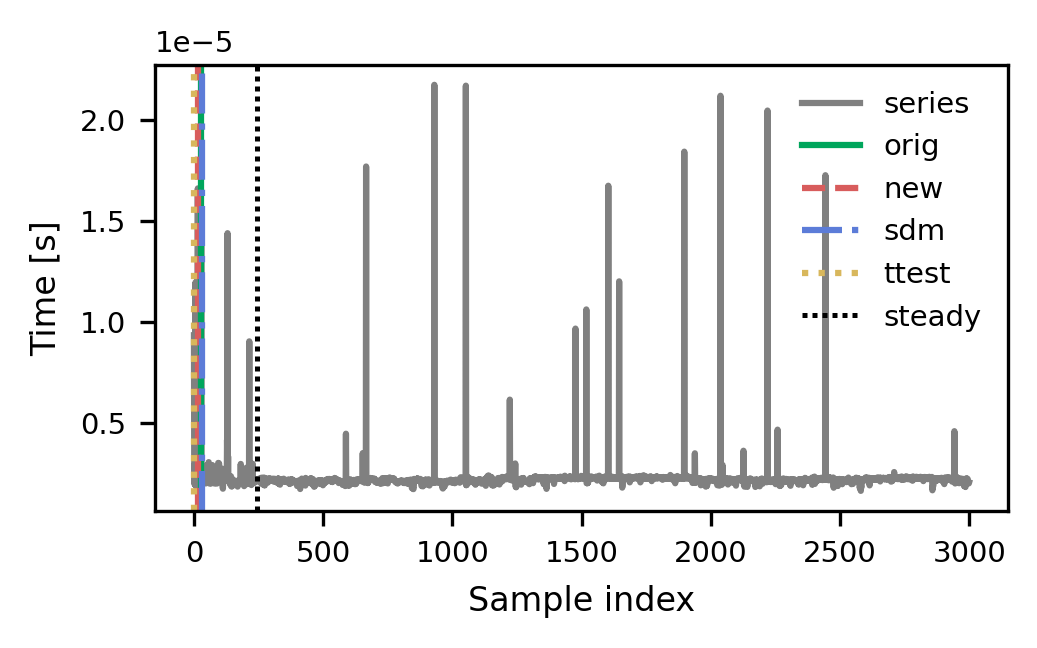 1e−5
2.0
1.5
1.0
0.5
Time [s]
series
orig
new
sdm
ttest
steady
0 500 1000 1500 2000 2500 3000
Sample index